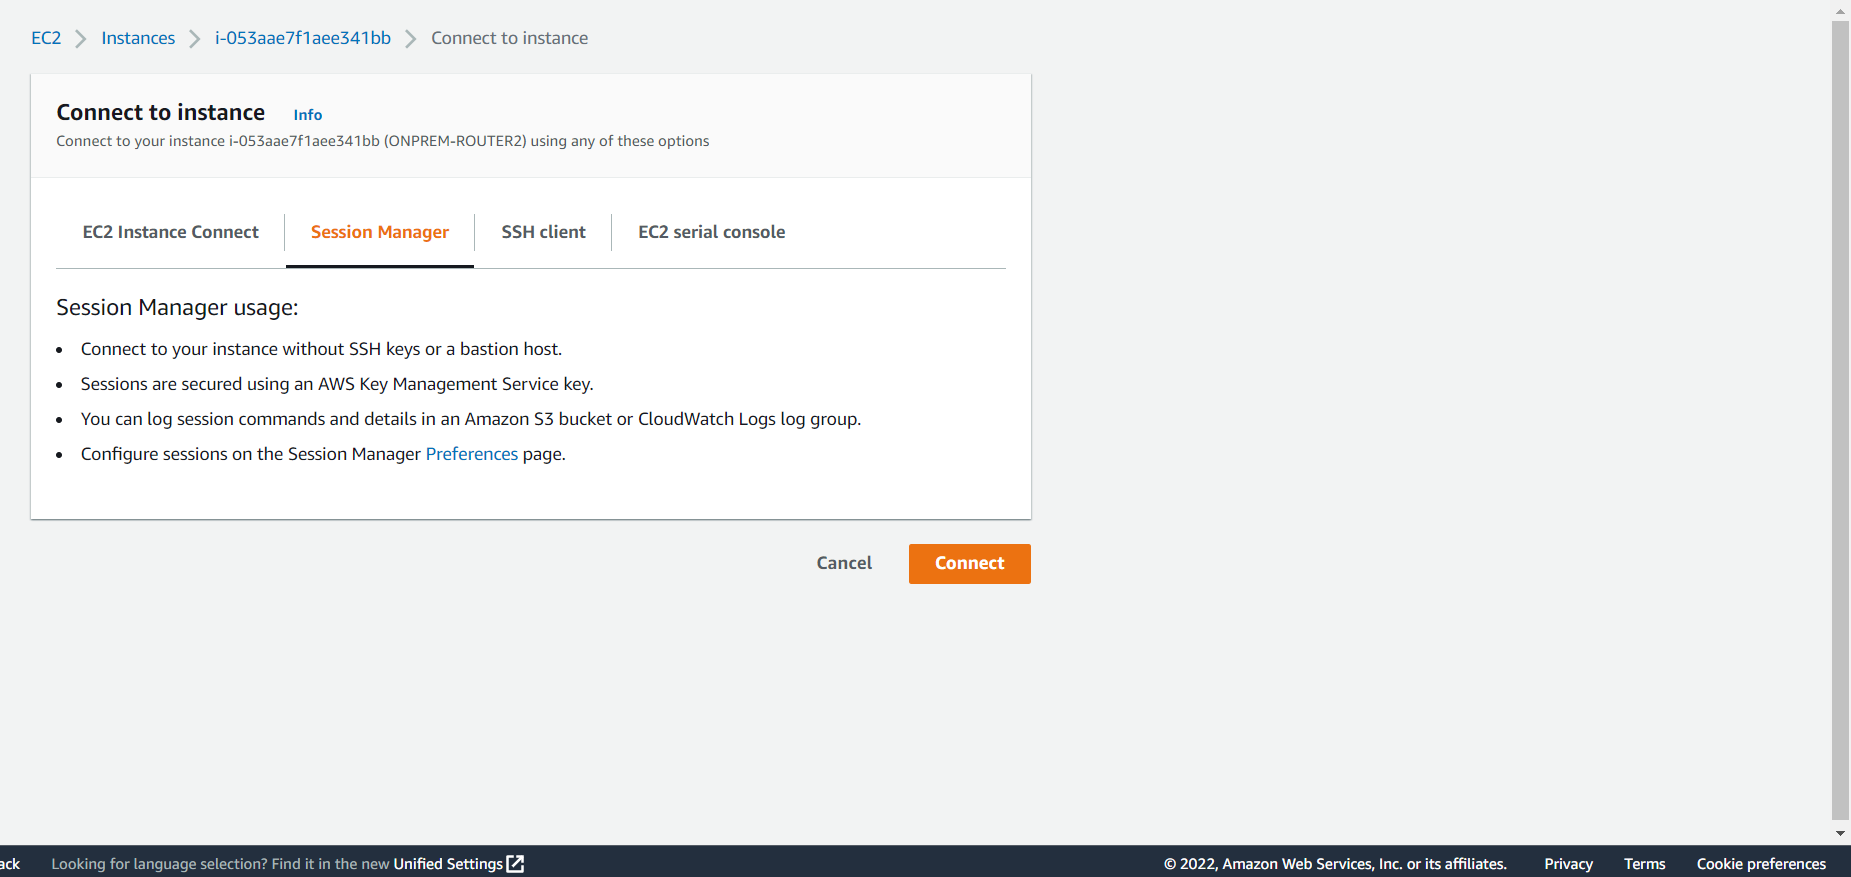 EC2 Instances i-053aae7f1aee341bb Connect to instance
Connect to instance Info
Connect to your instance i-053aae7f1aee341bb (ONPREM-ROUTER2) using any of these options
EC2 Instance Connect Session Manager SSH client EC2 serial console
Session Manager usage:
Connect to your instance without SSH keys or a bastion host.
Sessions are secured using an AWS Key Management Service key.
You can log session commands and details in an Amazon S3 bucket or CloudWatch Logs log group.
Configure sessions on the Session Manager Preferences page.
Cancel Connect
ack Looking for language selection? Find it in the new Unified Settings © 2022, Amazon Web Services, Inc. or its affiliates. Privacy Terms Cookie preferences